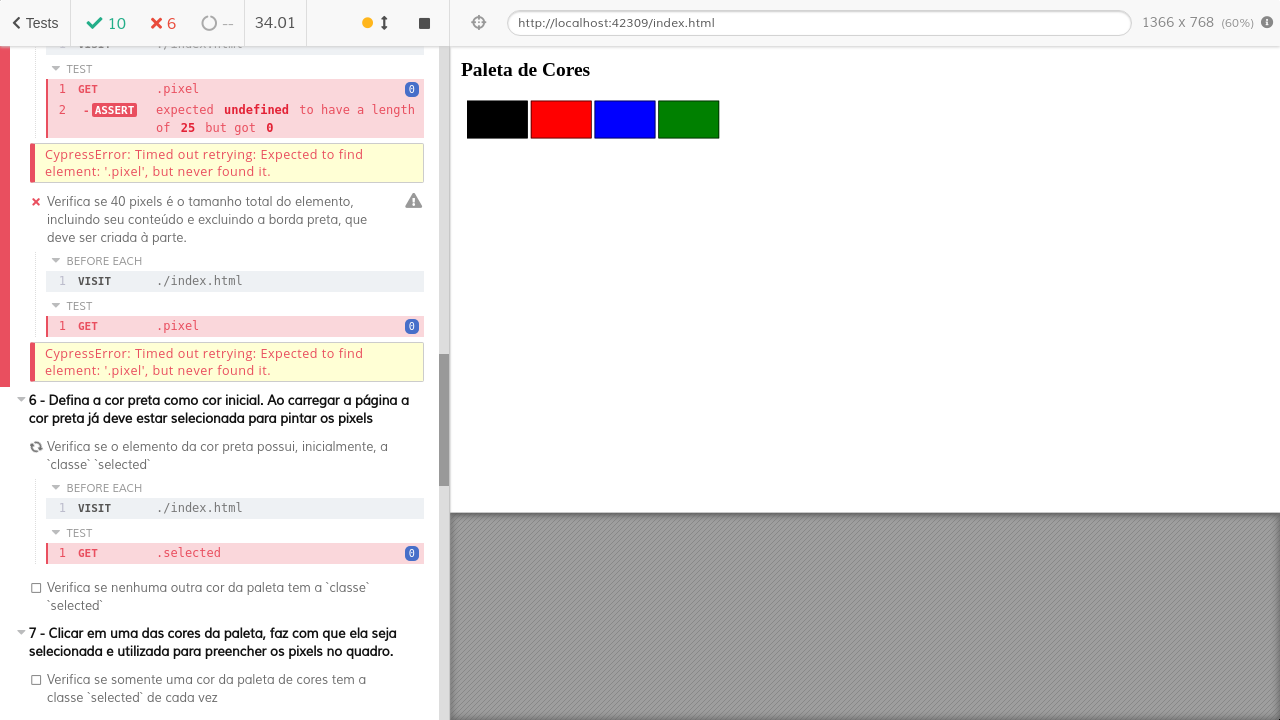 Tests 10 6 -- 34.01
http://localhost:42309/index.html 1366 x 768 (60%)
1 VISIT ./index.html
TEST
1 GET .pixel 0
2 -ASSERT expected undefined to have a length
of 25 but got 0
CypressError: Timed out retrying: Expected to find
element: '.pixel', but never found it.
Verifica se 40 pixels é o tamanho total do elemento,
incluindo seu conteúdo e excluindo a borda preta, que
deve ser criada à parte.
BEFORE EACH
1 VISIT ./index.html
TEST
1 GET .pixel 0
CypressError: Timed out retrying: Expected to find
element: '.pixel', but never found it.
6 - Defina a cor preta como cor inicial. Ao carregar a página a
cor preta já deve estar selecionada para pintar os pixels
Verifica se o elemento da cor preta possui, inicialmente, a
`classe` `selected`
BEFORE EACH
1 VISIT ./index.html
TEST
1 GET .selected 0
Verifica se nenhuma outra cor da paleta tem a `classe`
`selected`
7 - Clicar em uma das cores da paleta, faz com que ela seja
selecionada e utilizada para preencher os pixels no quadro.
Verifica se somente uma cor da paleta de cores tem a
classe `selected` de cada vez
Paleta de Cores